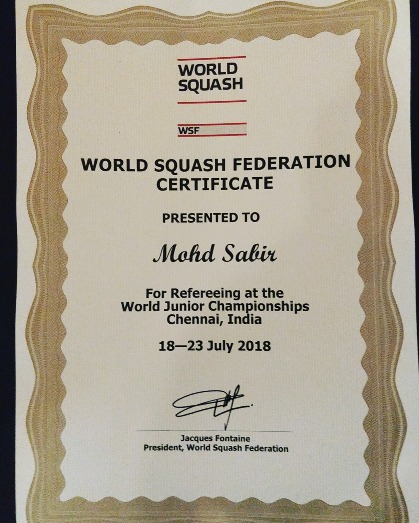 WORLD
SQUASH
WSF
WORLD SQUASH FEDERATION
CERTIFICATE
PRESENTED TO
Mohd Sabir
For Refereeing at the
World Junior Championships
Chennai, India
18—23 July 2018
Jacques Fontaine
President, World Squash Federation